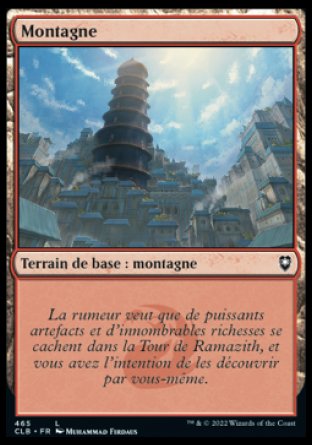 Montagne
Terrain de base : montagne
La rumeur veut que de puissants
artefacts et d'innombrables richesses se
cachent dans la Tour de Ramazith, et
vous avez l'intention de les découvrir
par vous-même.
465 L
CLB • FR Muhammad Firdaus
™ & © 2022 Wizards of the Coast